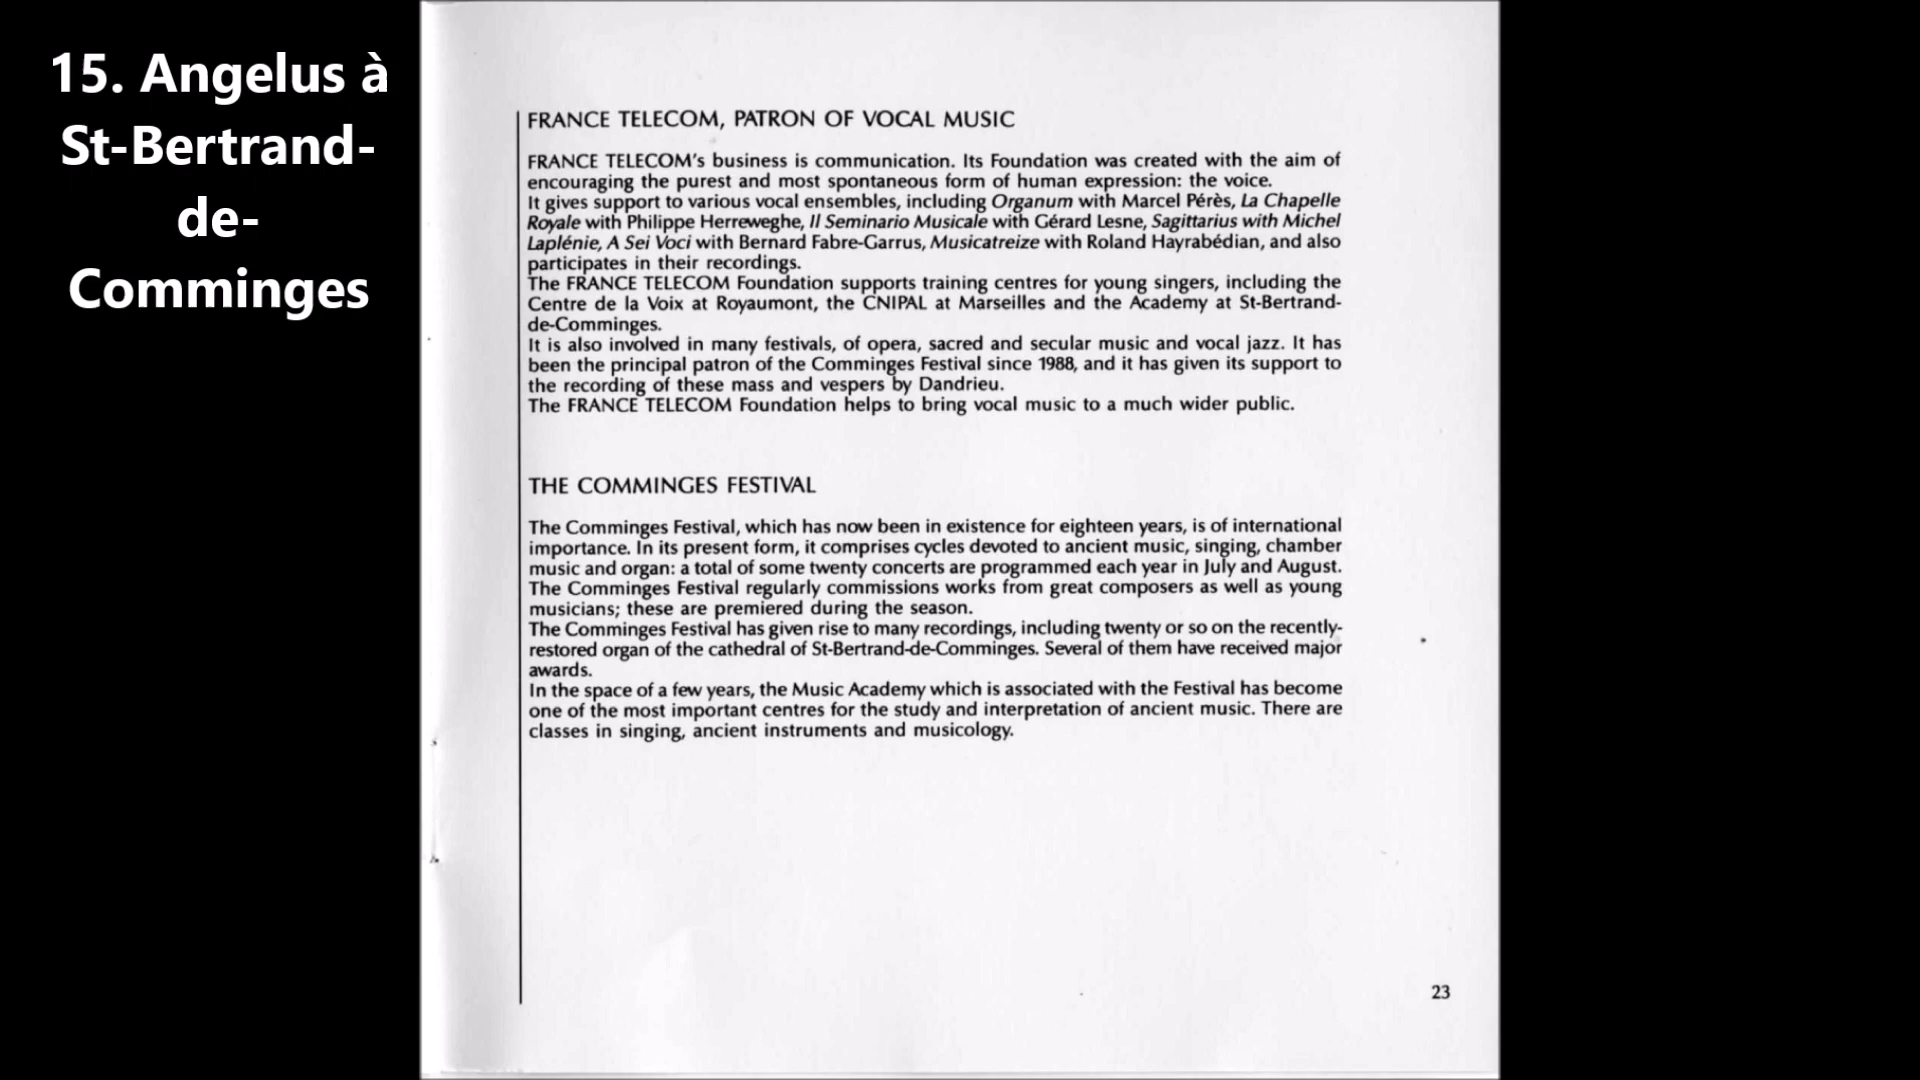 15. Angelus à
St-Bertrand-
de-
Comminges
FRANCE TELECOM, PATRON OF VOCAL MUSIC
FRANCE TELECOM's business is communication. Its Foundation was created with the aim of
encouraging the purest and most spontaneous form of human expression: the voice.
It gives support to various vocal ensembles, including Organum with Marcel Pérès, La Chapelle
Royale with Philippe Herreweghe, Il Seminario Musicale with Gérard Lesne, Sagittarius with Michel
Laplénie, A Sei Voci with Bernard Fabre-Garrus, Musicatreize with Roland Hayrabédian, and also
participates in their recordings.
The FRANCE TELECOM Foundation supports training centres for young singers, including the
Centre de la Voix at Royaumont, the CNIPAL at Marseilles and the Academy at St-Bertrand-
de-Comminges.
It is also involved in many festivals, of opera, sacred and secular music and vocal jazz. It has
been the principal patron of the Comminges Festival since 1988, and it has given its support to
the recording of these mass and vespers by Dandrieu.
The FRANCE TELECOM Foundation helps to bring vocal music to a much wider public.
THE COMMINGES FESTIVAL
The Comminges Festival, which has now been in existence for eighteen years, is of international
importance. In its present form, it comprises cycles devoted to ancient music, singing, chamber
music and organ: a total of some twenty concerts are programmed each year in July and August.
The Comminges Festival regularly commissions works from great composers as well as young
musicians; these are premiered during the season.
The Comminges Festival has given rise to many recordings, including twenty or so on the recently-
restored organ of the cathedral of St-Bertrand-de-Comminges. Several of them have received major
awards.
In the space of a few years, the Music Academy which is associated with the Festival has become
one of the most important centres for the study and interpretation of ancient music. There are
classes in singing, ancient instruments and musicology.
23